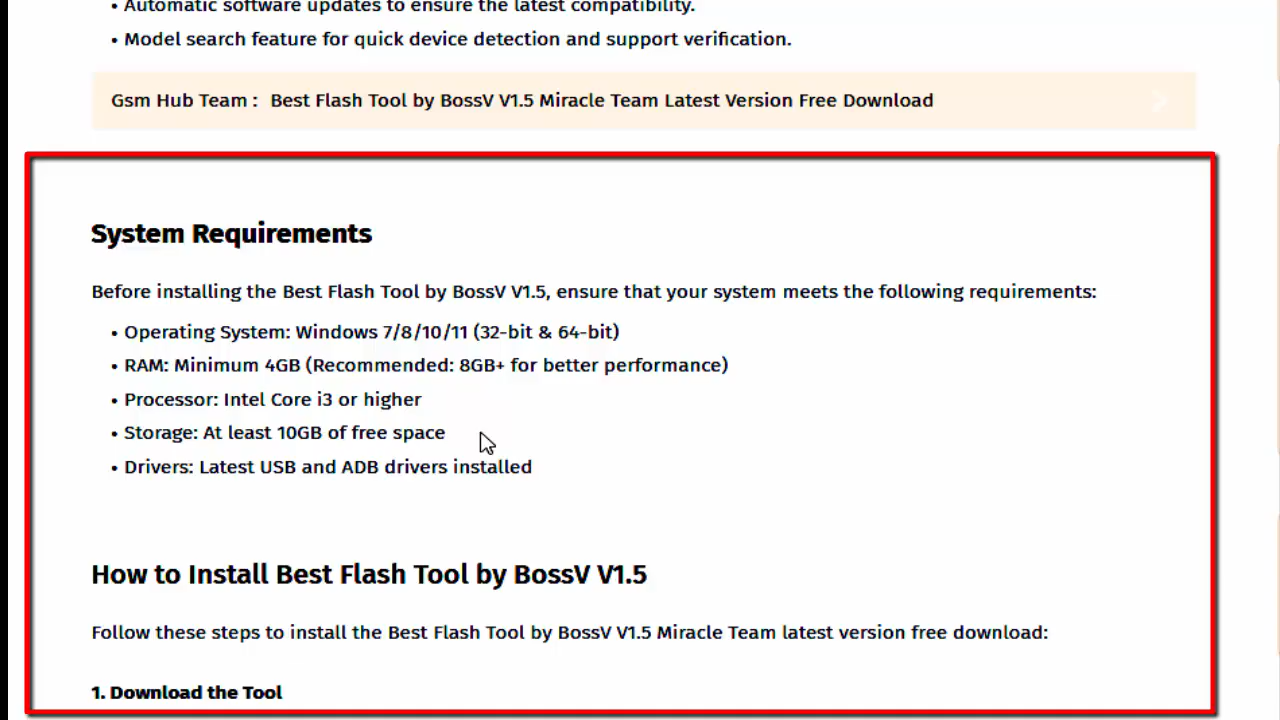 • Automatic software updates to ensure the latest compatibility.
• Model search feature for quick device detection and support verification.
Gsm Hub Team : Best Flash Tool by BossV V1.5 Miracle Team Latest Version Free Download
System Requirements
Before installing the Best Flash Tool by BossV V1.5, ensure that your system meets the following requirements:
• Operating System: Windows 7/8/10/11 (32-bit & 64-bit)
• RAM: Minimum 4GB (Recommended: 8GB+ for better performance)
• Processor: Intel Core i3 or higher
• Storage: At least 10GB of free space
• Drivers: Latest USB and ADB drivers installed
How to Install Best Flash Tool by BossV V1.5
Follow these steps to install the Best Flash Tool by BossV V1.5 Miracle Team latest version free download:
1. Download the Tool